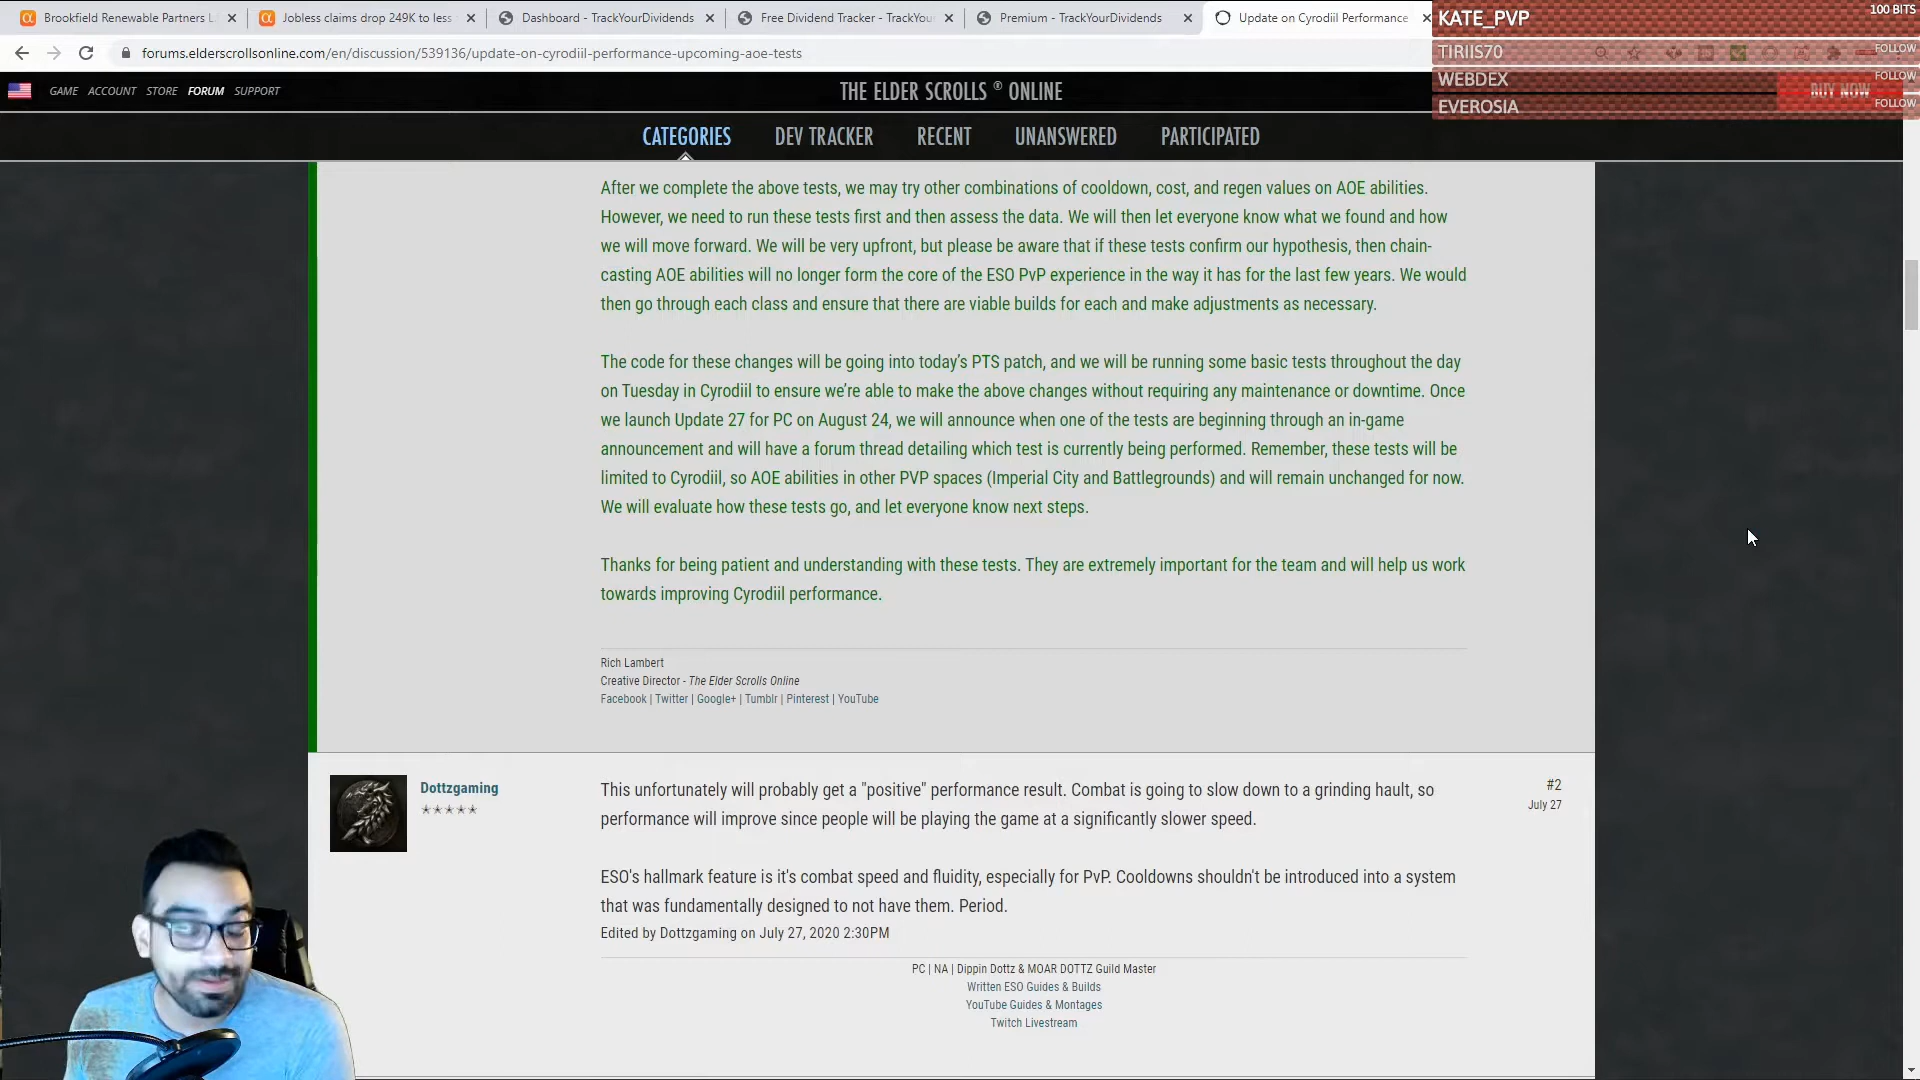 Brookfield Renewable Partners L
Jobless claims drop 249K to less
Dashboard - TrackYourDividends
Free Dividend Tracker - TrackYou
Premium - TrackYourDividends
Update on Cyrodiil Performance
KATE_PVP
100 BITS
TIRIIS70
FOLLOW
WEBDEX
FOLLOW
EVEROSIA
FOLLOW
forums.elderscrollsonline.com/en/discussion/539136/update-on-cyrodiil-performance-upcoming-aoe-tests
GAME ACCOUNT STORE FORUM SUPPORT
THE ELDER SCROLLS ® ONLINE
BUY NOW
CATEGORIES DEV TRACKER RECENT UNANSWERED PARTICIPATED
After we complete the above tests, we may try other combinations of cooldown, cost, and regen values on AOE abilities.
However, we need to run these tests first and then assess the data. We will then let everyone know what we found and how
we will move forward. We will be very upfront, but please be aware that if these tests confirm our hypothesis, then chain-
casting AOE abilities will no longer form the core of the ESO PvP experience in the way it has for the last few years. We would
then go through each class and ensure that there are viable builds for each and make adjustments as necessary.
The code for these changes will be going into today’s PTS patch, and we will be running some basic tests throughout the day
on Tuesday in Cyrodiil to ensure we’re able to make the above changes without requiring any maintenance or downtime. Once
we launch Update 27 for PC on August 24, we will announce when one of the tests are beginning through an in-game
announcement and will have a forum thread detailing which test is currently being performed. Remember, these tests will be
limited to Cyrodiil, so AOE abilities in other PVP spaces (Imperial City and Battlegrounds) and will remain unchanged for now.
We will evaluate how these tests go, and let everyone know next steps.
Thanks for being patient and understanding with these tests. They are extremely important for the team and will help us work
towards improving Cyrodiil performance.
Rich Lambert
Creative Director - The Elder Scrolls Online
Facebook | Twitter | Google+ | Tumblr | Pinterest | YouTube
Dottzgaming
#2
July 27
This unfortunately will probably get a "positive" performance result. Combat is going to slow down to a grinding hault, so
performance will improve since people will be playing the game at a significantly slower speed.
ESO's hallmark feature is it's combat speed and fluidity, especially for PvP. Cooldowns shouldn't be introduced into a system
that was fundamentally designed to not have them. Period.
Edited by Dottzgaming on July 27, 2020 2:30PM
PC | NA | Dippin Dottz & MOAR DOTTZ Guild Master
Written ESO Guides & Builds
YouTube Guides & Montages
Twitch Livestream